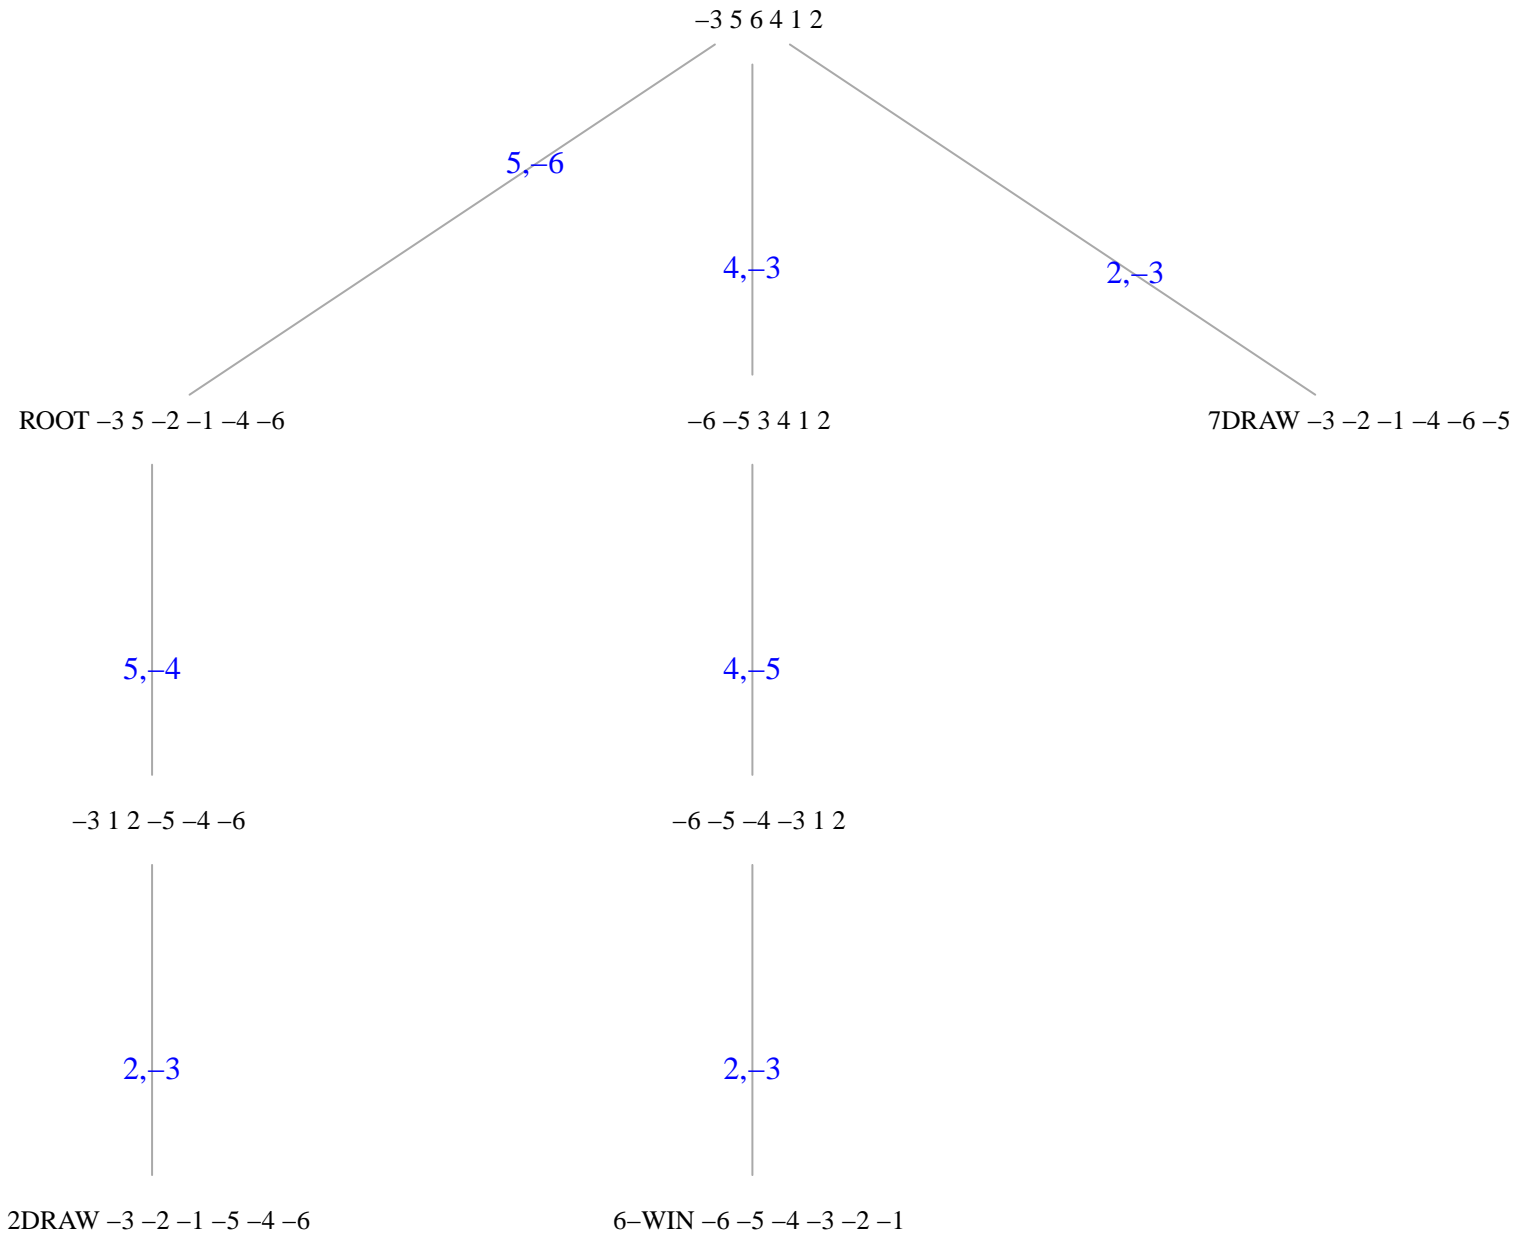 –3 5 6 4 1 2
5,–6
4,–3
2,–3
ROOT –3 5 –2 –1 –4 –6
–6 –5 3 4 1 2
7DRAW –3 –2 –1 –4 –6 –5
5,–4
4,–5
–3 1 2 –5 –4 –6
–6 –5 –4 –3 1 2
2,–3
2,–3
2DRAW –3 –2 –1 –5 –4 –6
6–WIN –6 –5 –4 –3 –2 –1